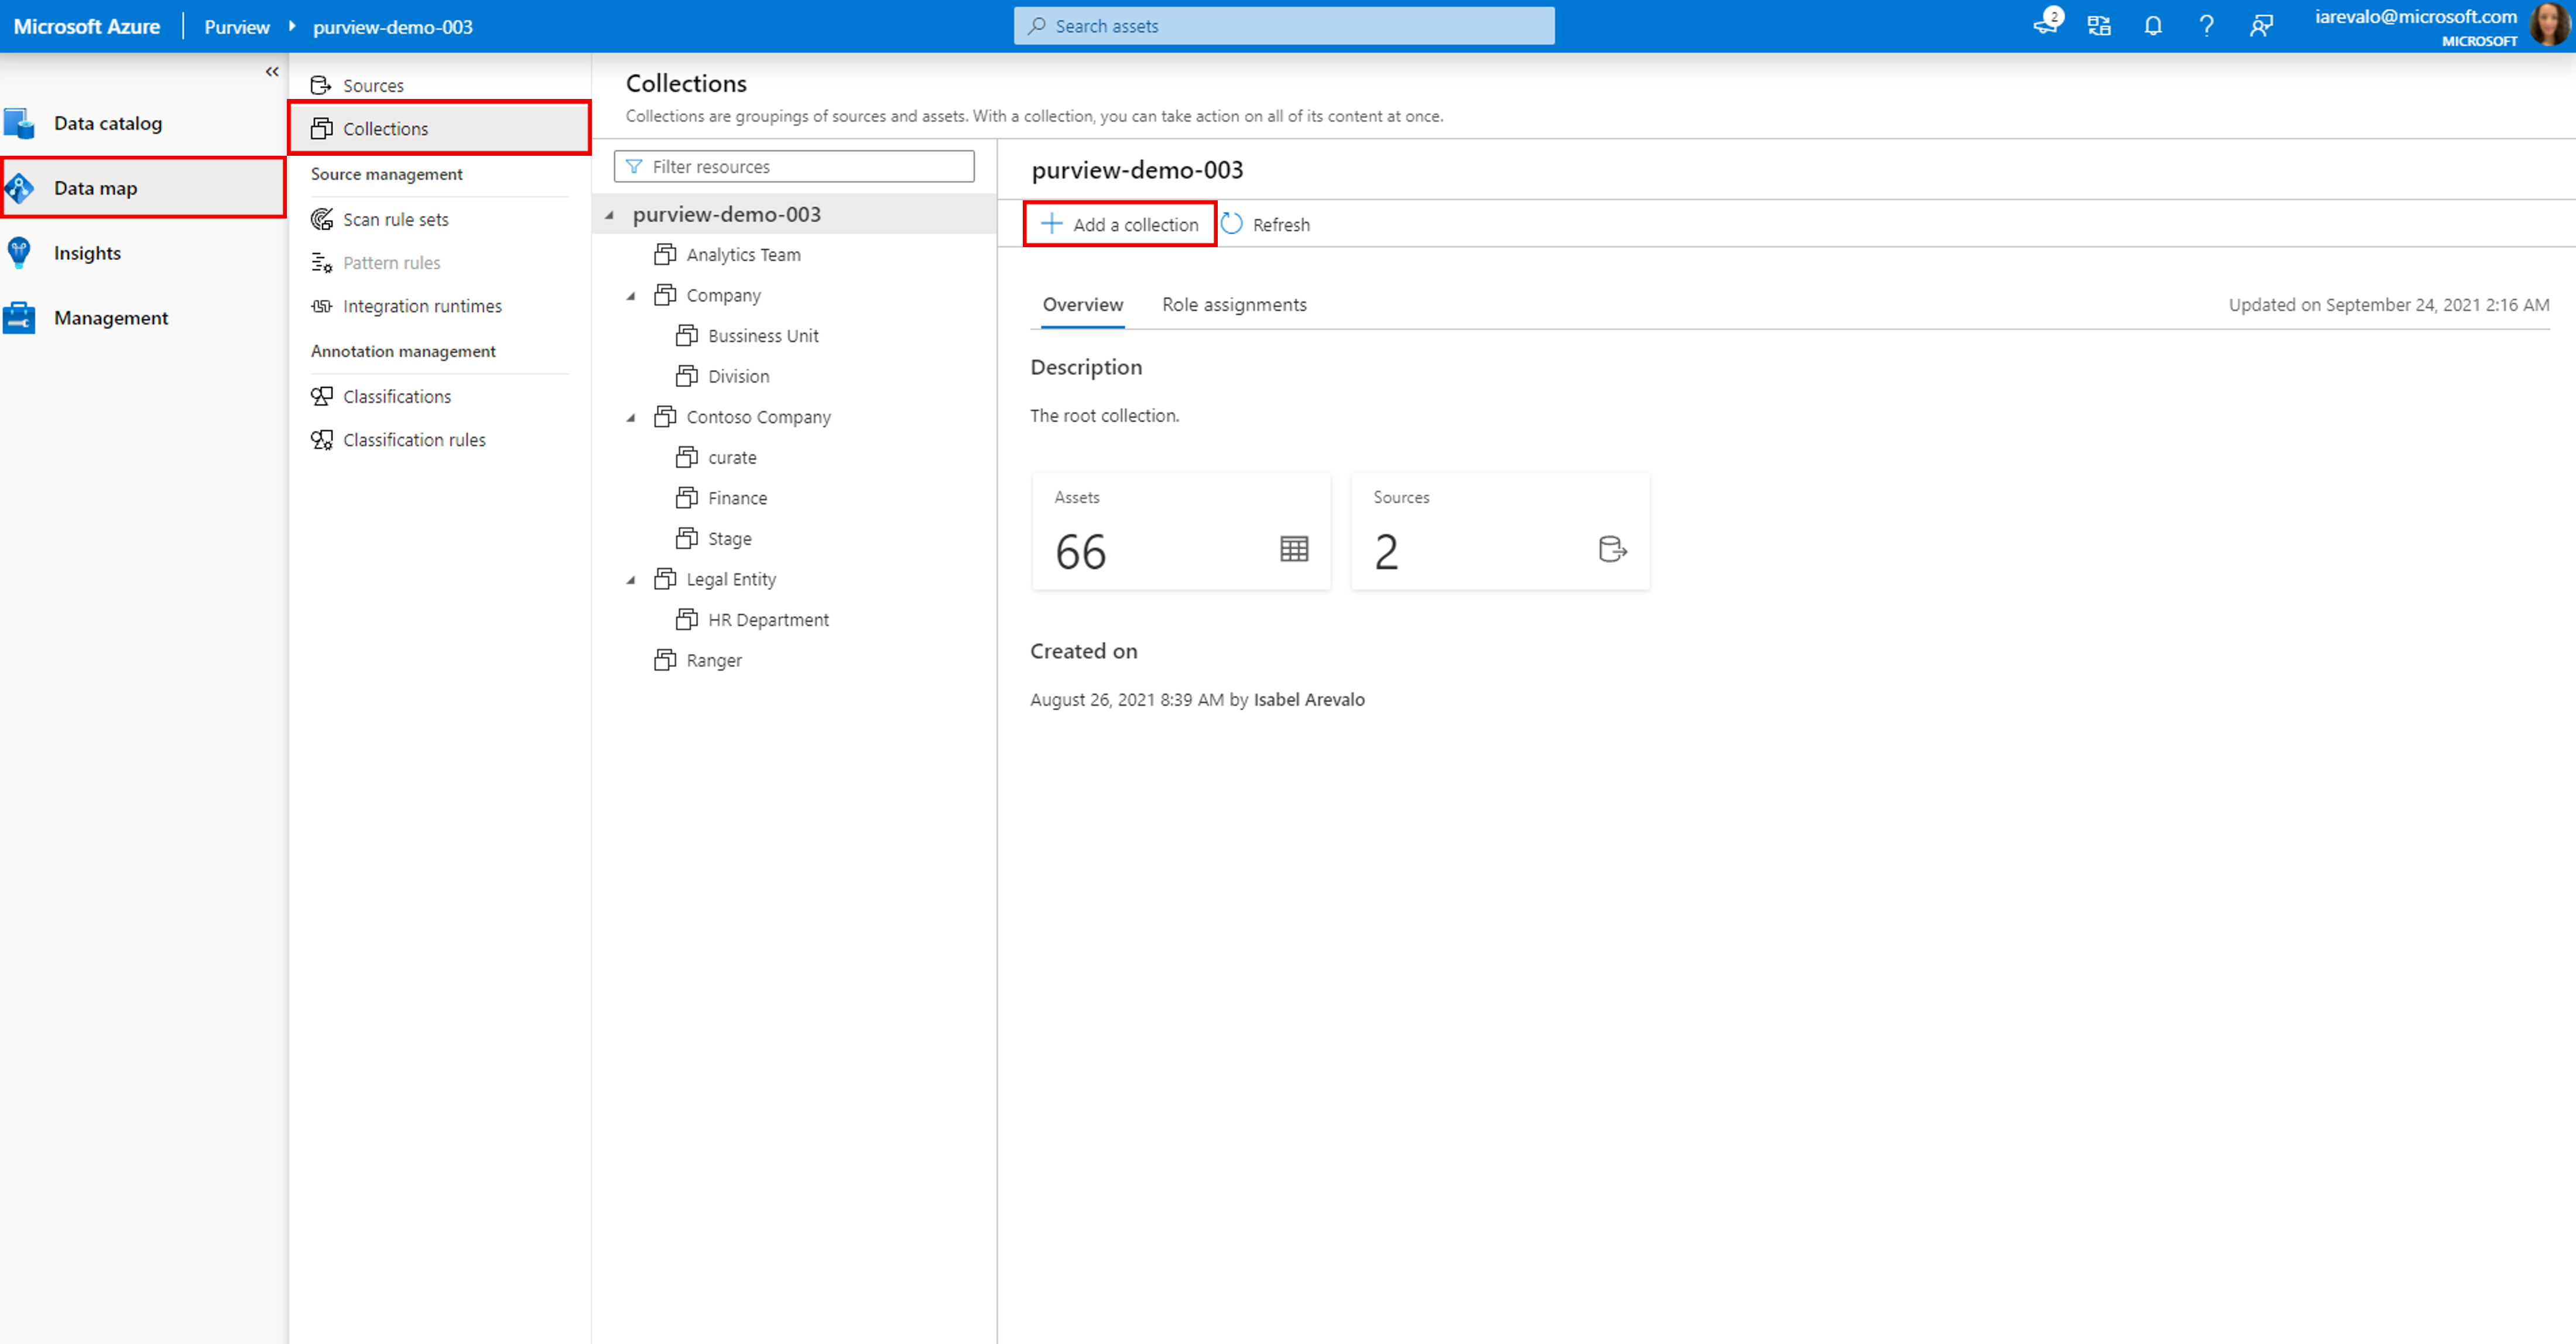 Microsoft Azure Purview purview-demo-003
Search assets
2
iarevalo@microsoft.com
MICROSOFT
Data catalog
Data map
Insights
Management
Sources
Collections
Source management
Scan rule sets
Pattern rules
Integration runtimes
Annotation management
Classifications
Classification rules
Collections
Collections are groupings of sources and assets. With a collection, you can take action on all of its content at once.
Filter resources
purview-demo-003
Analytics Team
Company
Bussiness Unit
Division
Contoso Company
curate
Finance
Stage
Legal Entity
HR Department
Ranger
purview-demo-003
Add a collection Refresh
Overview Role assignments Updated on September 24, 2021 2:16 AM
Description
The root collection.
Assets
66
Sources
2
Created on
August 26, 2021 8:39 AM by Isabel Arevalo